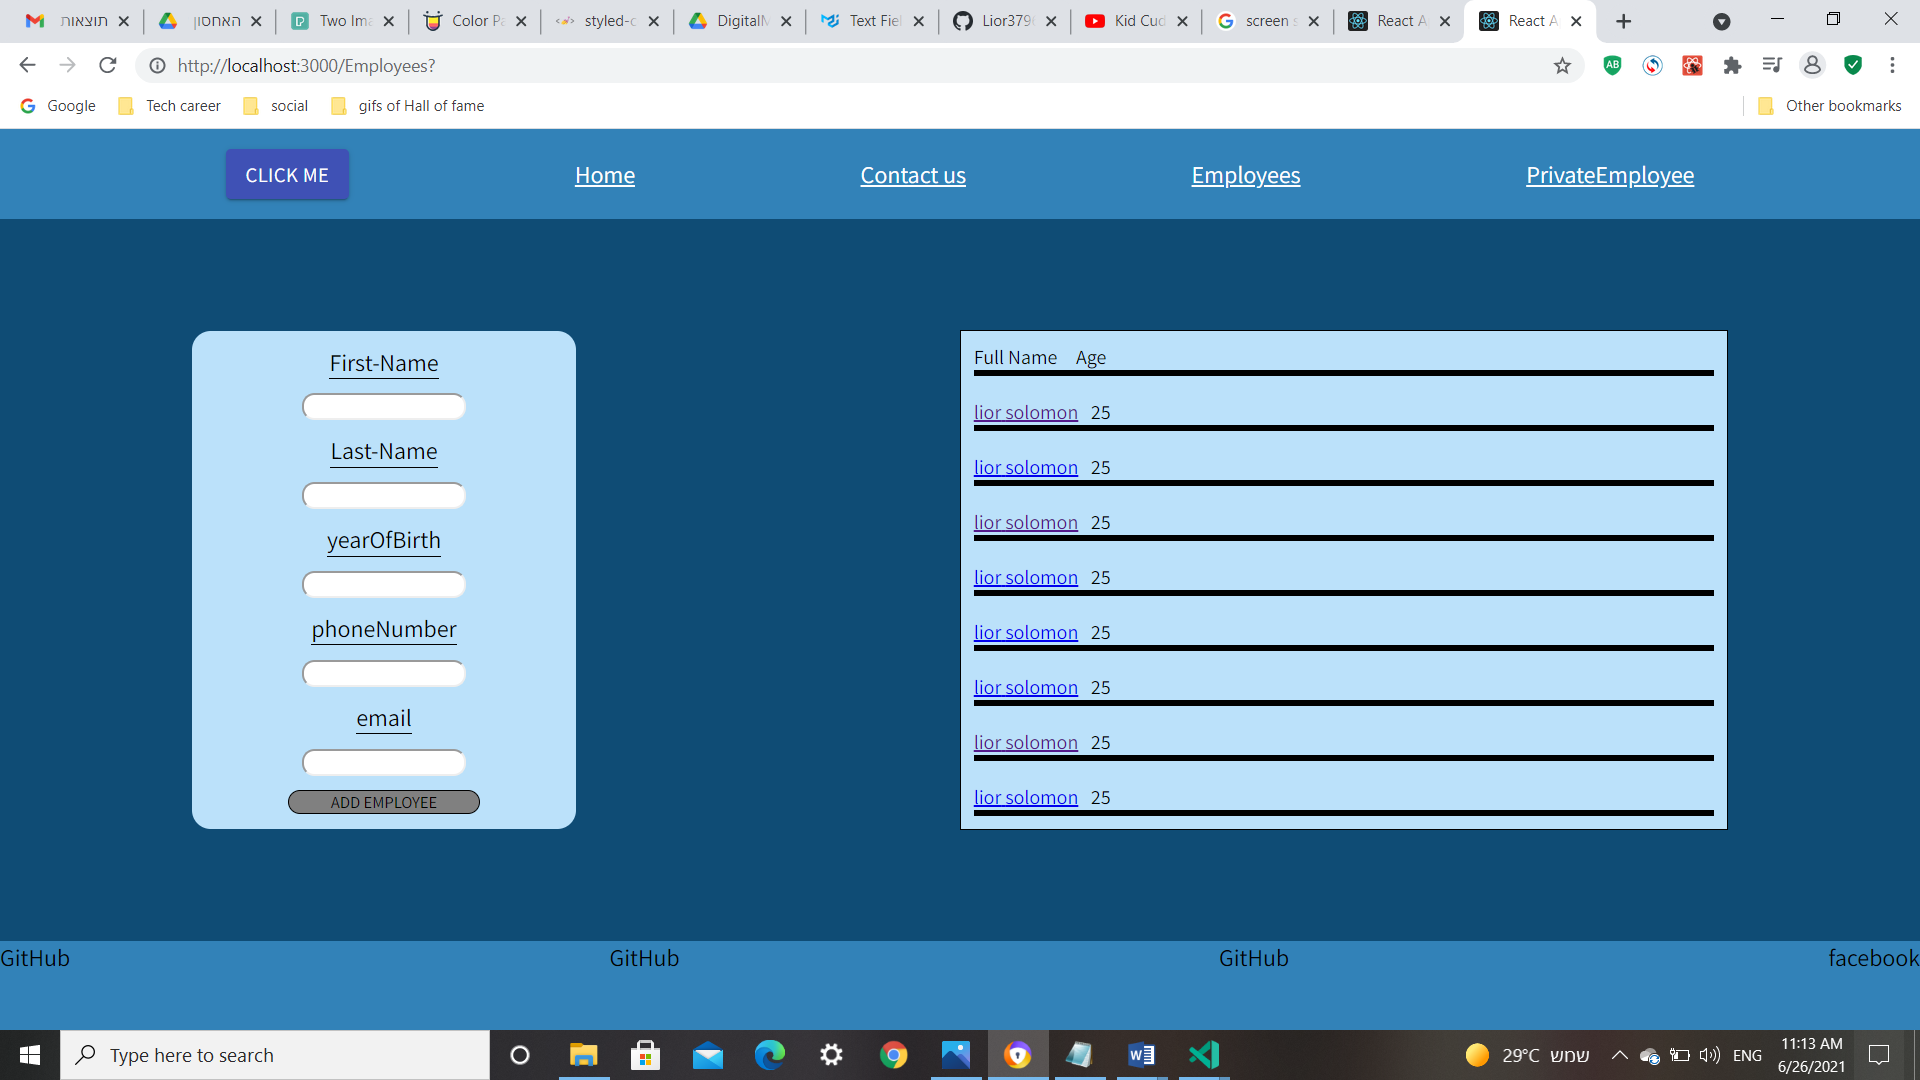 תוצאות
האחסון
Two Ima
Color Pa
styled-c
DigitalM
Text Fiel
Lior3796
Kid Cud
screen s
React A
React A
http://localhost:3000/Employees?
Google
Tech career
social
gifs of Hall of fame
Other bookmarks
CLICK ME
Home
Contact us
Employees
PrivateEmployee
First-Name
Last-Name
yearOfBirth
phoneNumber
email
ADD EMPLOYEE
Full Name Age
lior solomon 25
lior solomon 25
lior solomon 25
lior solomon 25
lior solomon 25
lior solomon 25
lior solomon 25
lior solomon 25
GitHub
GitHub
GitHub
facebook
Type here to search
29°C שמש
ENG
11:13 AM
6/26/2021